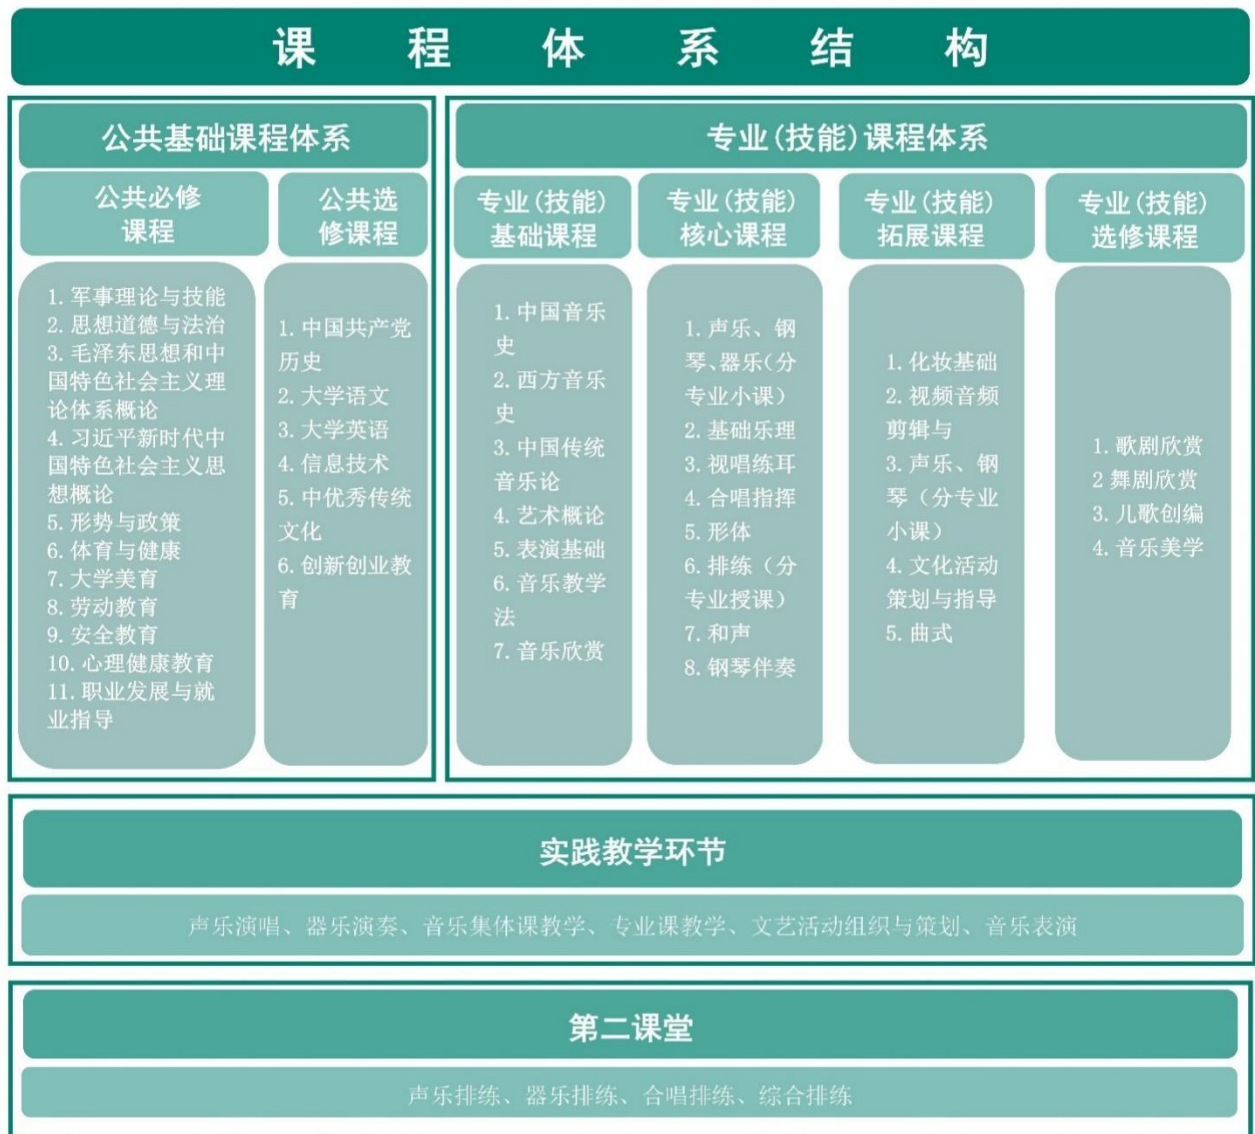 课程体系结构
公共基础课程体系
公共必修
课程
1.军事理论与技能
2.思想道德与法治
3.毛泽东思想和中
国特色社会主义理
论体系概论
4.习近平新时代中
国特色社会主义思
想概论
5.形势与政策
6.体育与健康
7.大学美育
8.劳动教育
9.安全教育
10.心理健康教育
11.职业发展与就
业指导
公共选
修课程
1.中国共产党
历史
2.大学语文
3.大学英语
4.信息技术
5.中优秀传统
文化
6.创新创业教
育
专业(技能)课程体系
专业(技能)
基础课程
1.中国音乐
史
2.西方音乐
史
3.中国传统
音乐论
4.艺术概论
5.表演基础
6.音乐教学
法
7.音乐欣赏
专业(技能)
核心课程
1.声乐、钢
琴、器乐(分
专业小课)
2.基础乐理
3.视唱练耳
4.合唱指挥
5.形体
6.排练（分
专业授课）
7.和声
8.钢琴伴奏
专业(技能)
拓展课程
1.化妆基础
2.视频音频
剪辑与
3.声乐、钢
琴（分专业
小课）
4.文化活动
策划与指导
5.曲式
专业(技能)
选修课程
1.歌剧欣赏
2 舞剧欣赏
3.儿歌创编
4.音乐美学
实践教学环节
声乐演唱、器乐演奏、音乐集体课教学、专业课教学、文艺活动组织与策划、音乐表演
第二课堂
声乐排练、器乐排练、合唱排练、综合排练